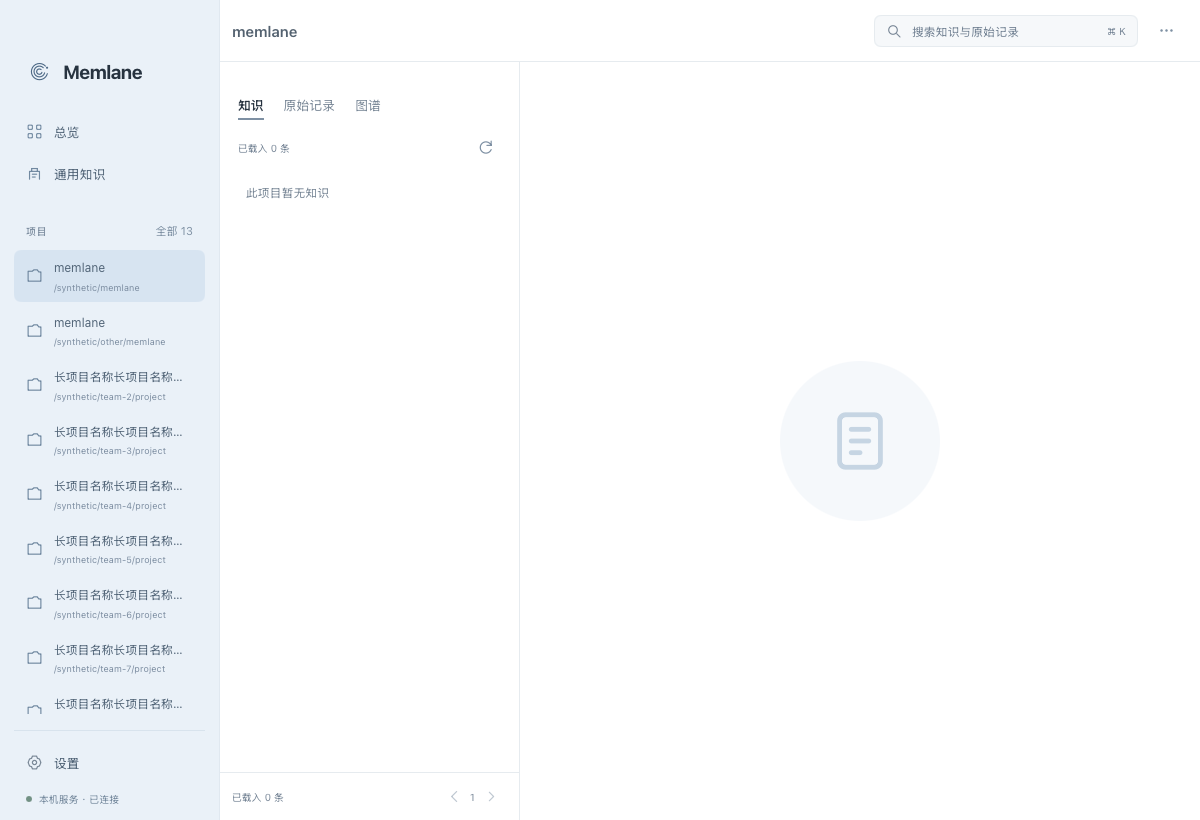 Memlane
总览
通用知识
项目 全部 13
memlane
/synthetic/memlane
memlane
/synthetic/other/memlane
长项目名称长项目名称...
/synthetic/team-2/project
长项目名称长项目名称...
/synthetic/team-3/project
长项目名称长项目名称...
/synthetic/team-4/project
长项目名称长项目名称...
/synthetic/team-5/project
长项目名称长项目名称...
/synthetic/team-6/project
长项目名称长项目名称...
/synthetic/team-7/project
长项目名称长项目名称...
设置
本机服务 · 已连接
memlane
搜索知识与原始记录 ⌘ K
知识 原始记录 图谱
已载入 0 条
此项目暂无知识
已载入 0 条 1